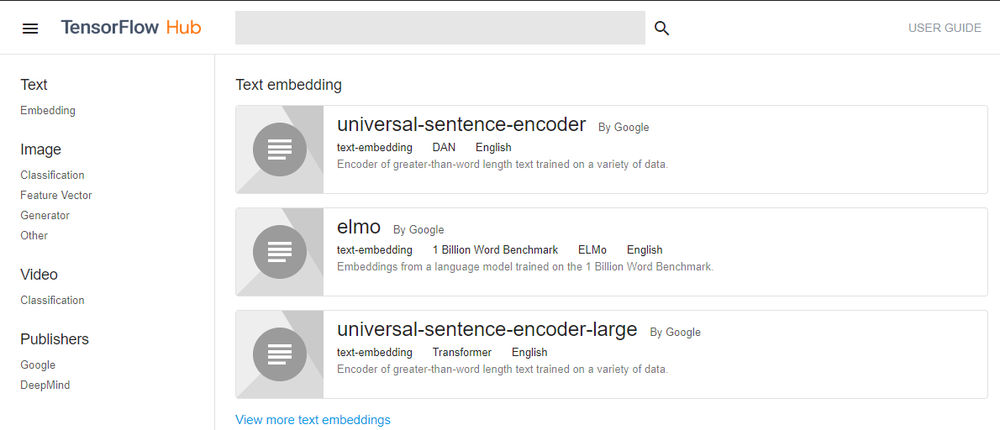 TensorFlow Hub
USER GUIDE
Text
Embedding
Image
Classification
Feature Vector
Generator
Other
Video
Classification
Publishers
Google
DeepMind
Text embedding
universal-sentence-encoder By Google
text-embedding DAN English
Encoder of greater-than-word length text trained on a variety of data.
elmo By Google
text-embedding 1 Billion Word Benchmark ELMo English
Embeddings from a language model trained on the 1 Billion Word Benchmark.
universal-sentence-encoder-large By Google
text-embedding Transformer English
Encoder of greater-than-word length text trained on a variety of data.
View more text embeddings